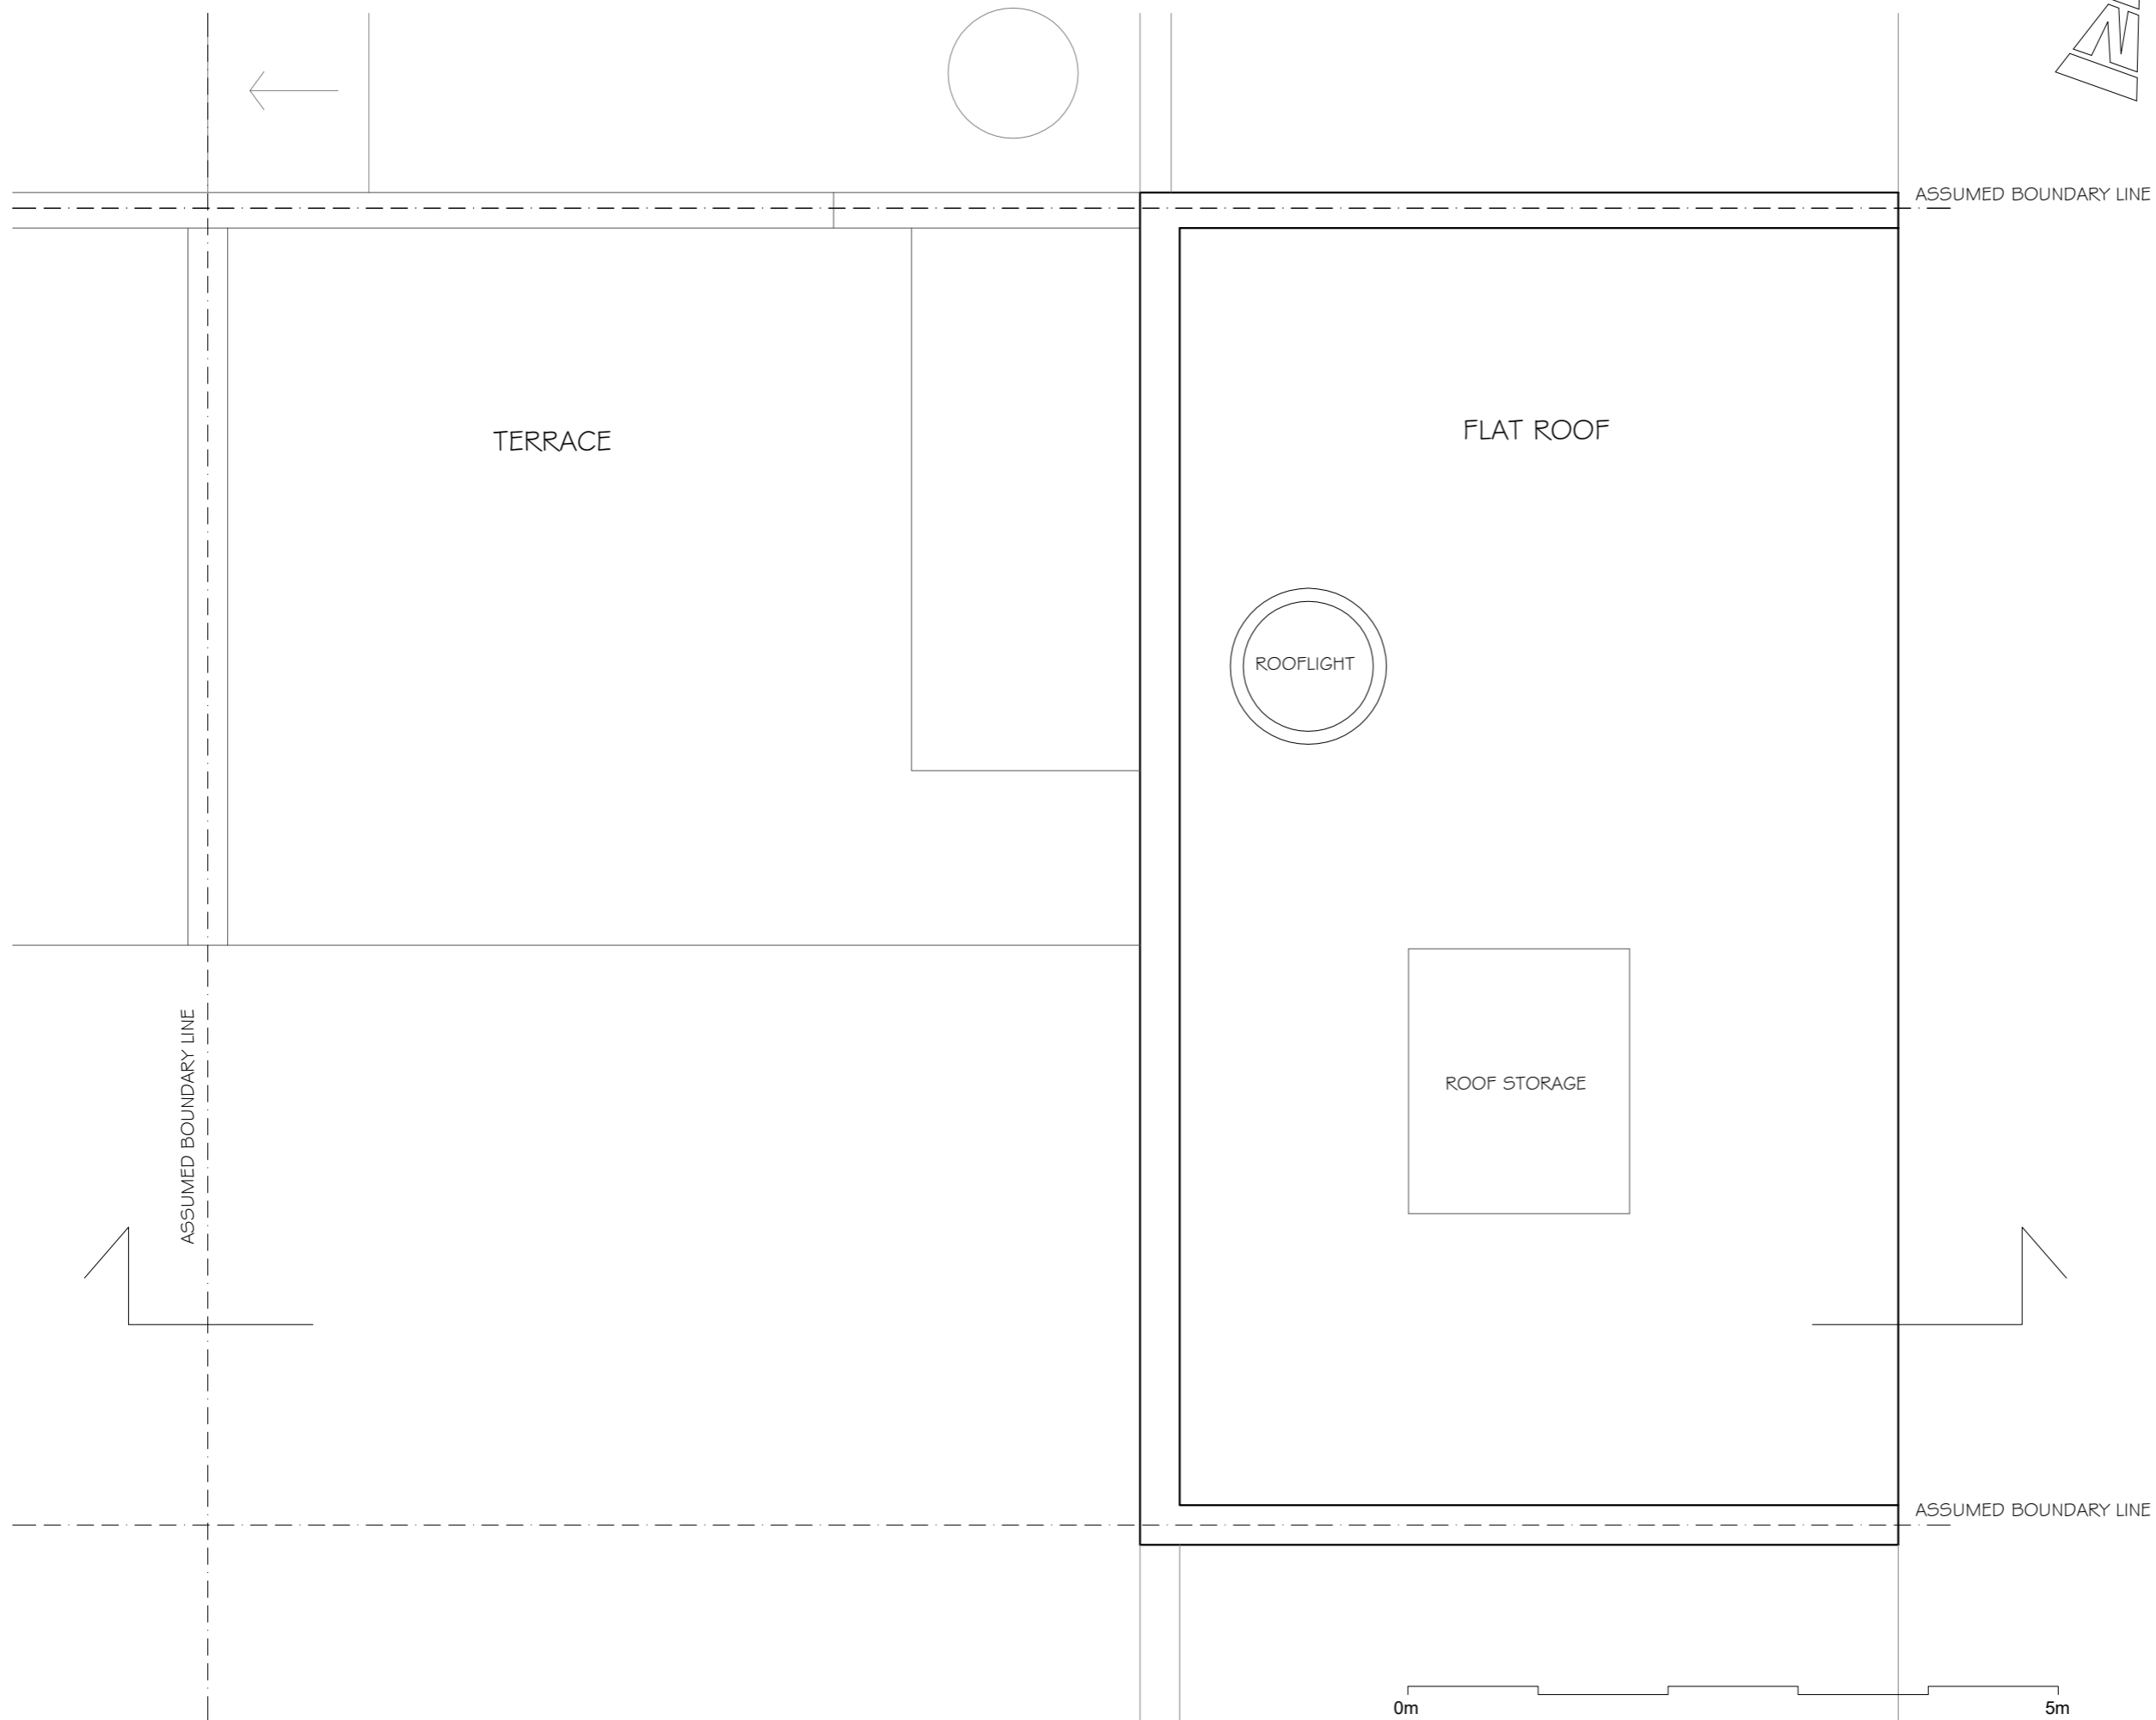 N
ASSUMED BOUNDARY LINE
FLAT ROOF
TERRACE
ROOFLIGHT
ASSUMED BOUNDARY LINE
ROOF STORAGE
ASSUMED BOUNDARY LINE
0m
5m